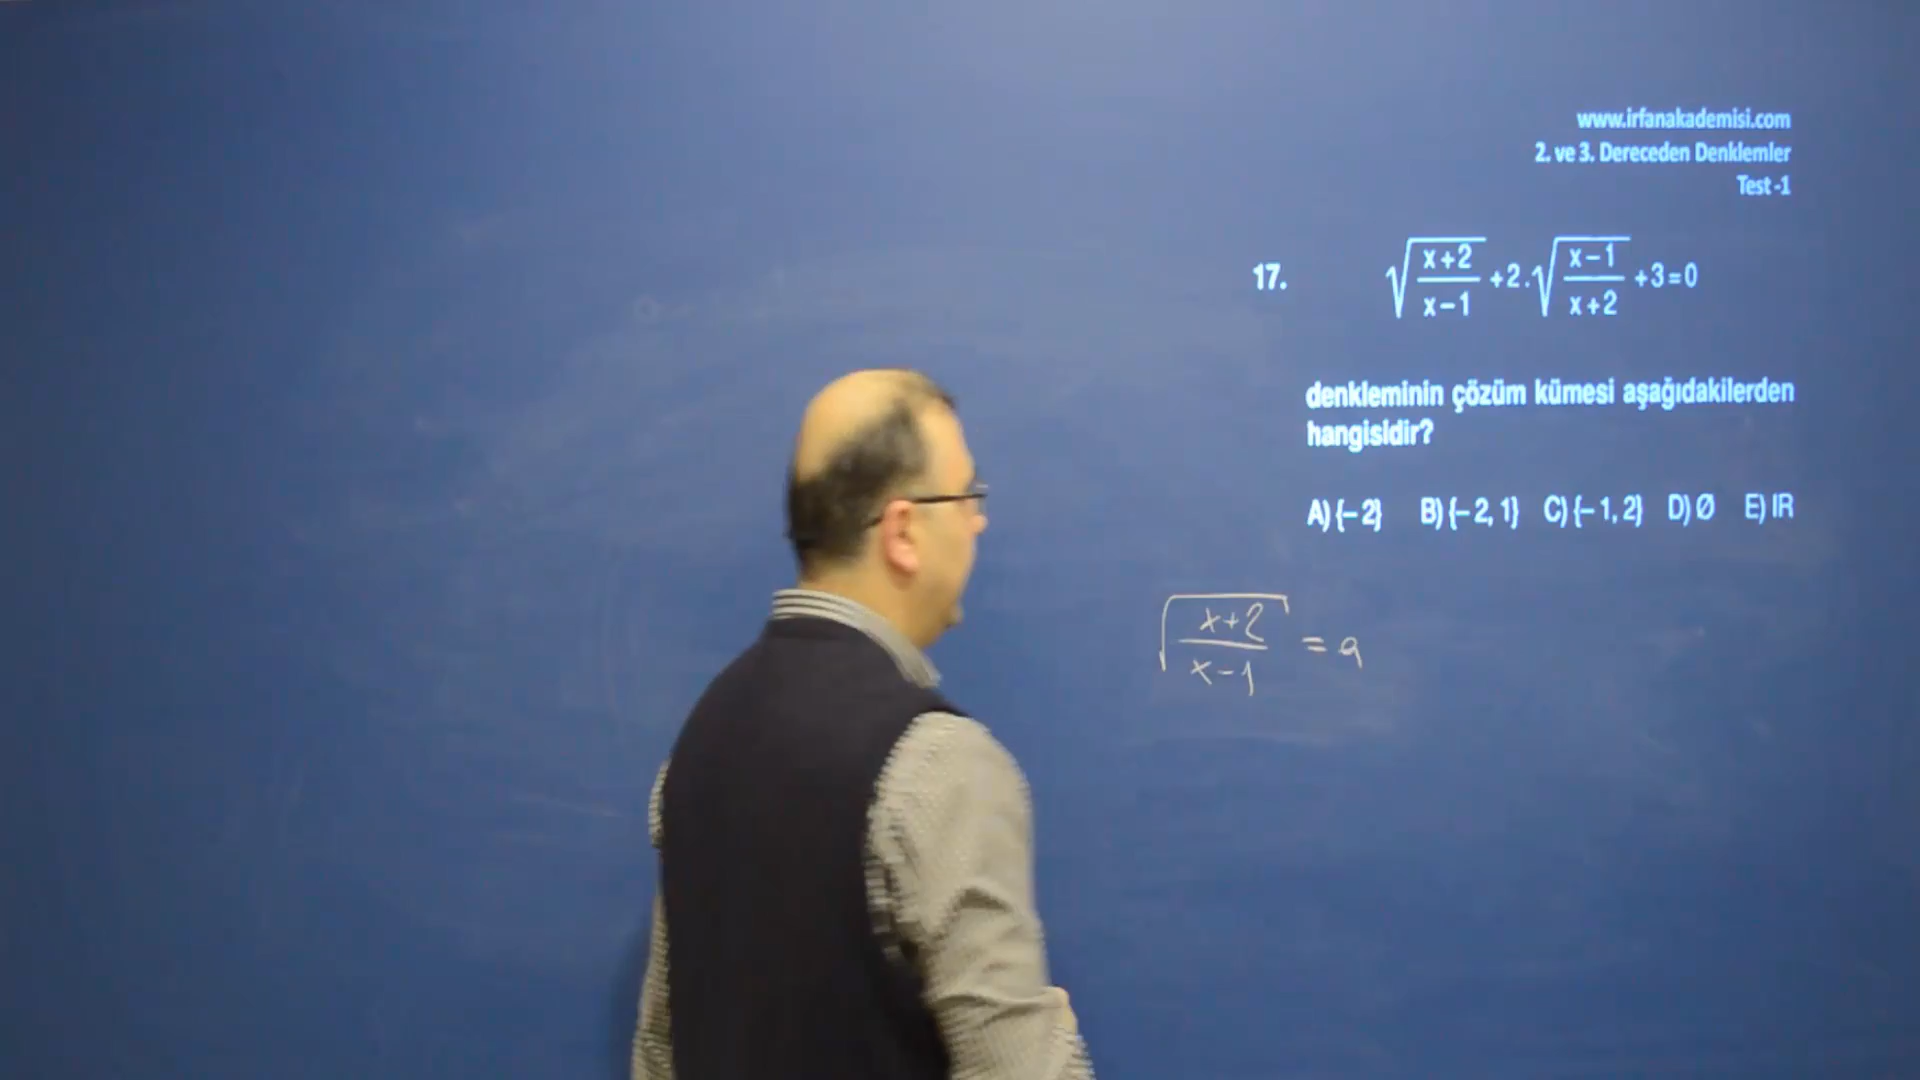 www.irfanakademisi.com
2. ve 3. Dereceden Denklemler
Test -1
17. √((x+2)/(x−1)) +2.√((x−1)/(x+2)) +3=0
denkleminin çözüm kümesi aşağıdakilerden
hangisidir?
A) {−2} B) {−2, 1} C) {−1, 2} D) Ø E) IR
√((x+2)/(x−1)) = a